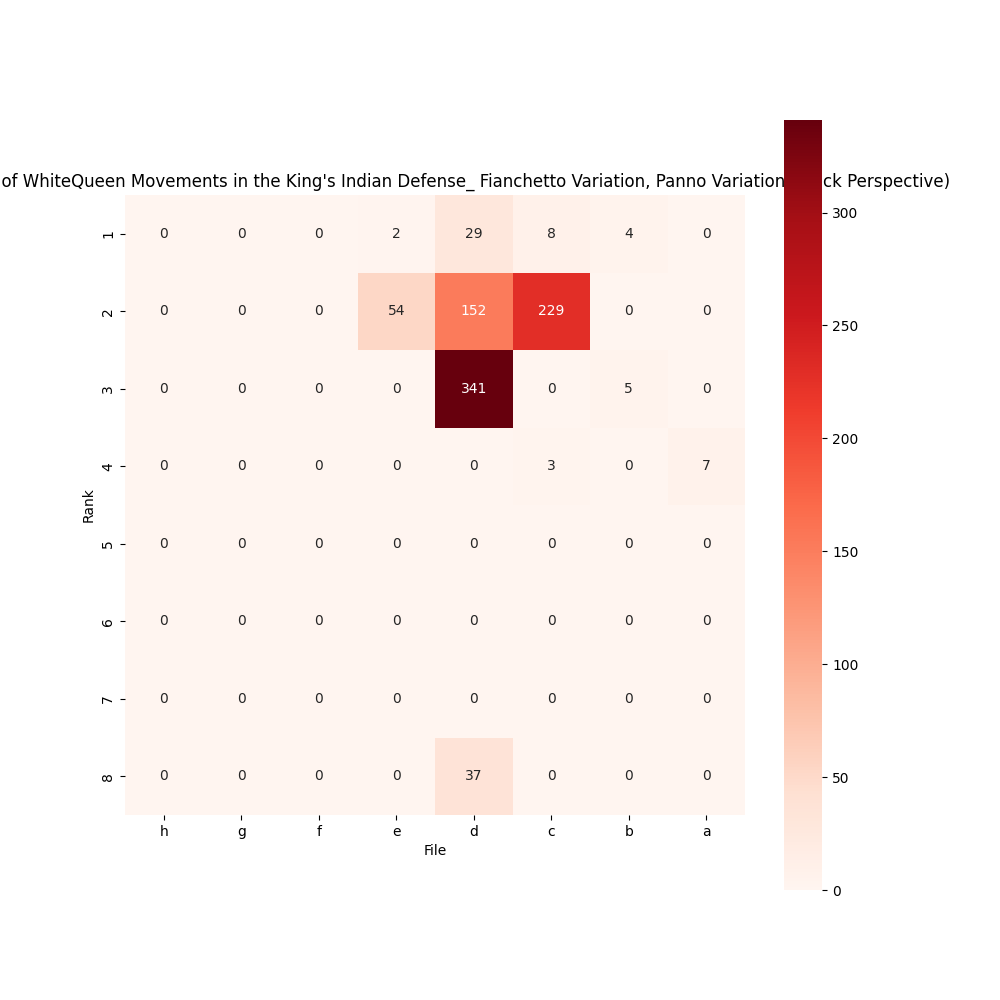 of WhiteQueen Movements in the King's Indian Defense_ Fianchetto Variation, Panno Variation ck Perspective)
1 0 0 0 2 29 8 4 0
2 0 0 0 54 152 229 0 0
3 0 0 0 0 341 0 5 0
4 0 0 0 0 0 3 0 7
5 0 0 0 0 0 0 0 0
6 0 0 0 0 0 0 0 0
7 0 0 0 0 0 0 0 0
8 0 0 0 0 37 0 0 0
h g f e d c b a
File
Rank
300
250
200
150
100
50
0